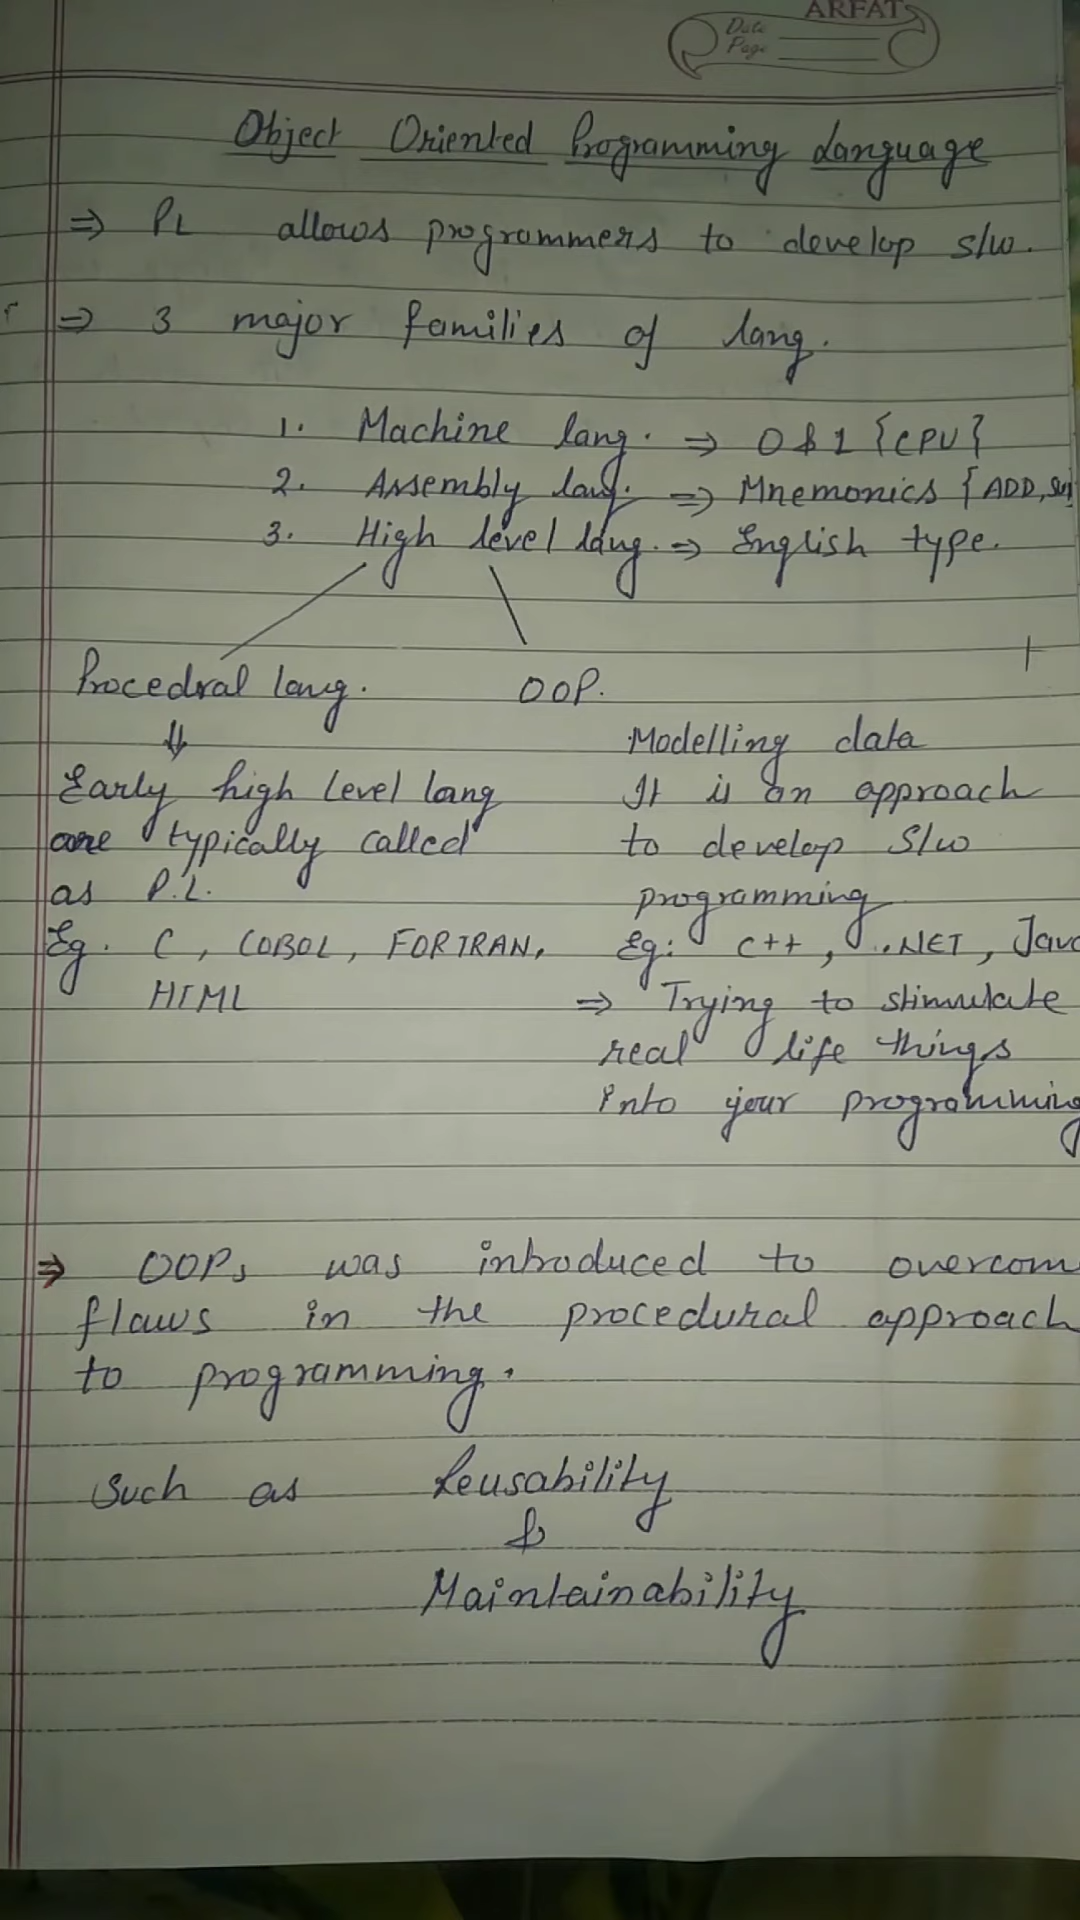 ARFAT
Date
Page
Object Oriented Programming Language
⇒ PL allows programmers to develop s/w.
⇒ 3 major families of lang.
1. Machine lang. ⇒ 0 & 1 {CPU}
2. Assembly lang. ⇒ Mnemonics {ADD,
3. High level lang. ⇒ English type.
Procedral lang.
⇓
Early high level lang
are typically called
as P.L.
Eg. C, COBOL, FORTRAN,
HTML
OOP.
Modelling data
It is an approach
to develop S/w
programming
Eg: C++, .NET, Java
⇒ Trying to stimulate
real life things
into your programming
⇒ OOPs was introduced to overcom
flaws in the procedural approach
to programming.
Such as Reusability
&
Maintainability